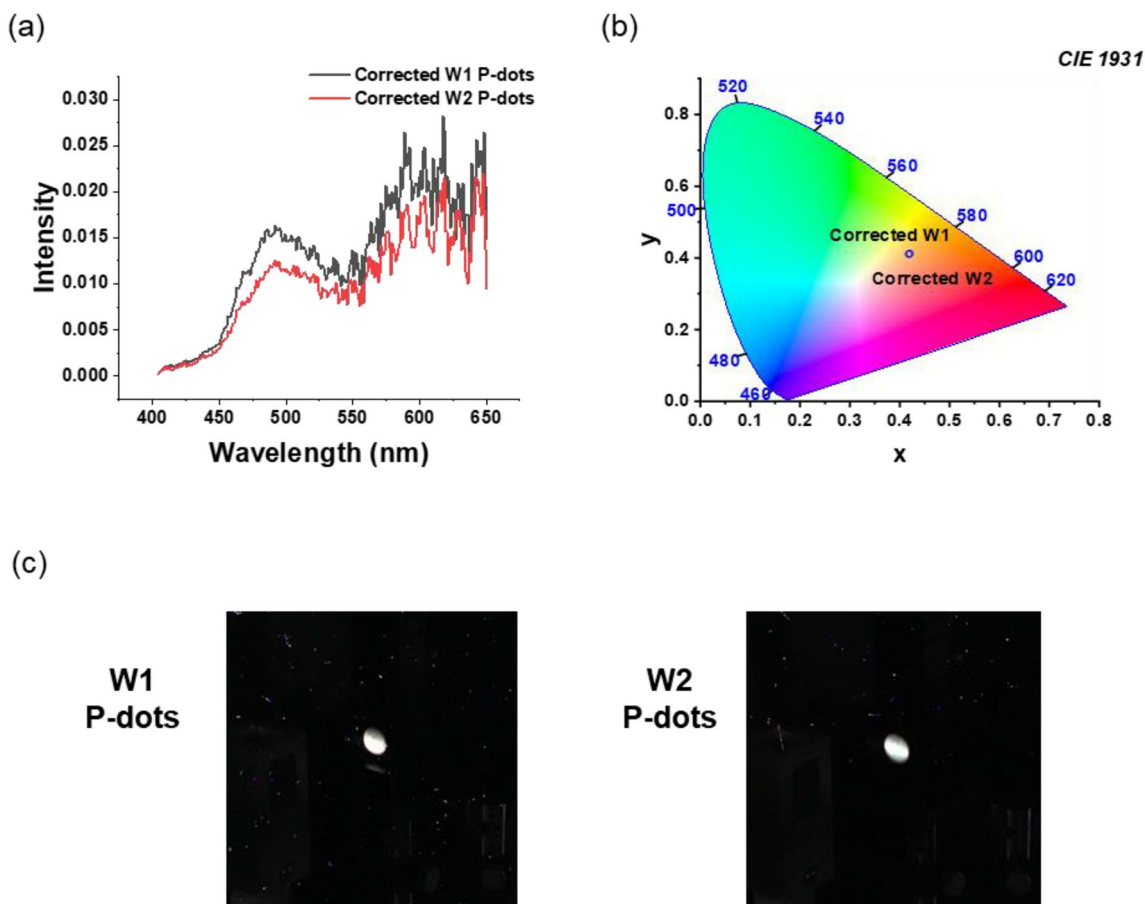 (a)
Corrected W1 P-dots
Corrected W2 P-dots
0.030
0.025
0.020
0.015
0.010
0.005
0.000
Intensity
400 450 500 550 600 650
Wavelength (nm)
(b)
CIE 1931
520
540
560
580
600
620
500
480
460
Corrected W1
Corrected W2
0.8
0.6
0.4
0.2
0.0
y
0.0 0.1 0.2 0.3 0.4 0.5 0.6 0.7 0.8
x
(c)
W1
P-dots
W2
P-dots